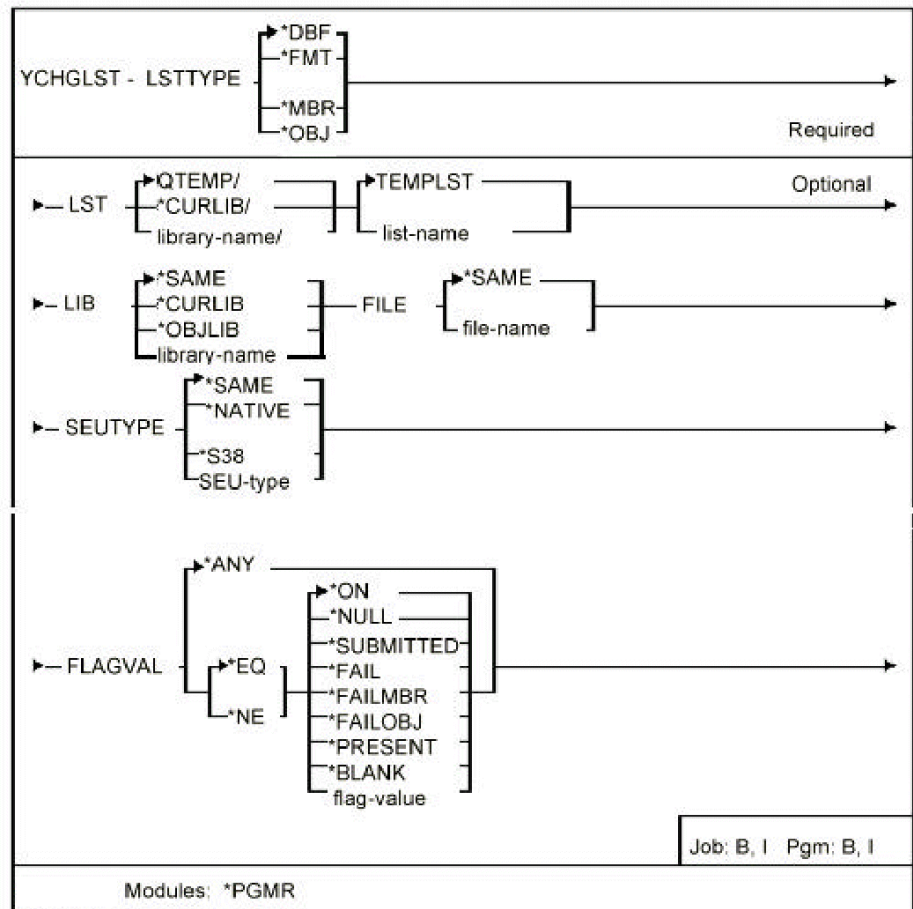 *DBF
*FMT
YCHGLST - LSTTYPE
*MBR
*OBJ
Required
QTEMP/
TEMPLST
Optional
LST
*CURLIB/
library-name/
list-name
*SAME
*SAME
LIB
*CURLIB
FILE
*OBJLIB
file-name
library-name
*SAME
*NATIVE
SEUTYPE
*S38
SEU-type
*ANY
*ON
*NULL
*SUBMITTED
FLAGVAL
*EQ
*FAIL
*FAILMBR
*NE
*FAILOBJ
*PRESENT
*BLANK
flag-value
Job: B, I Pgm: B, I
Modules: *PGMR